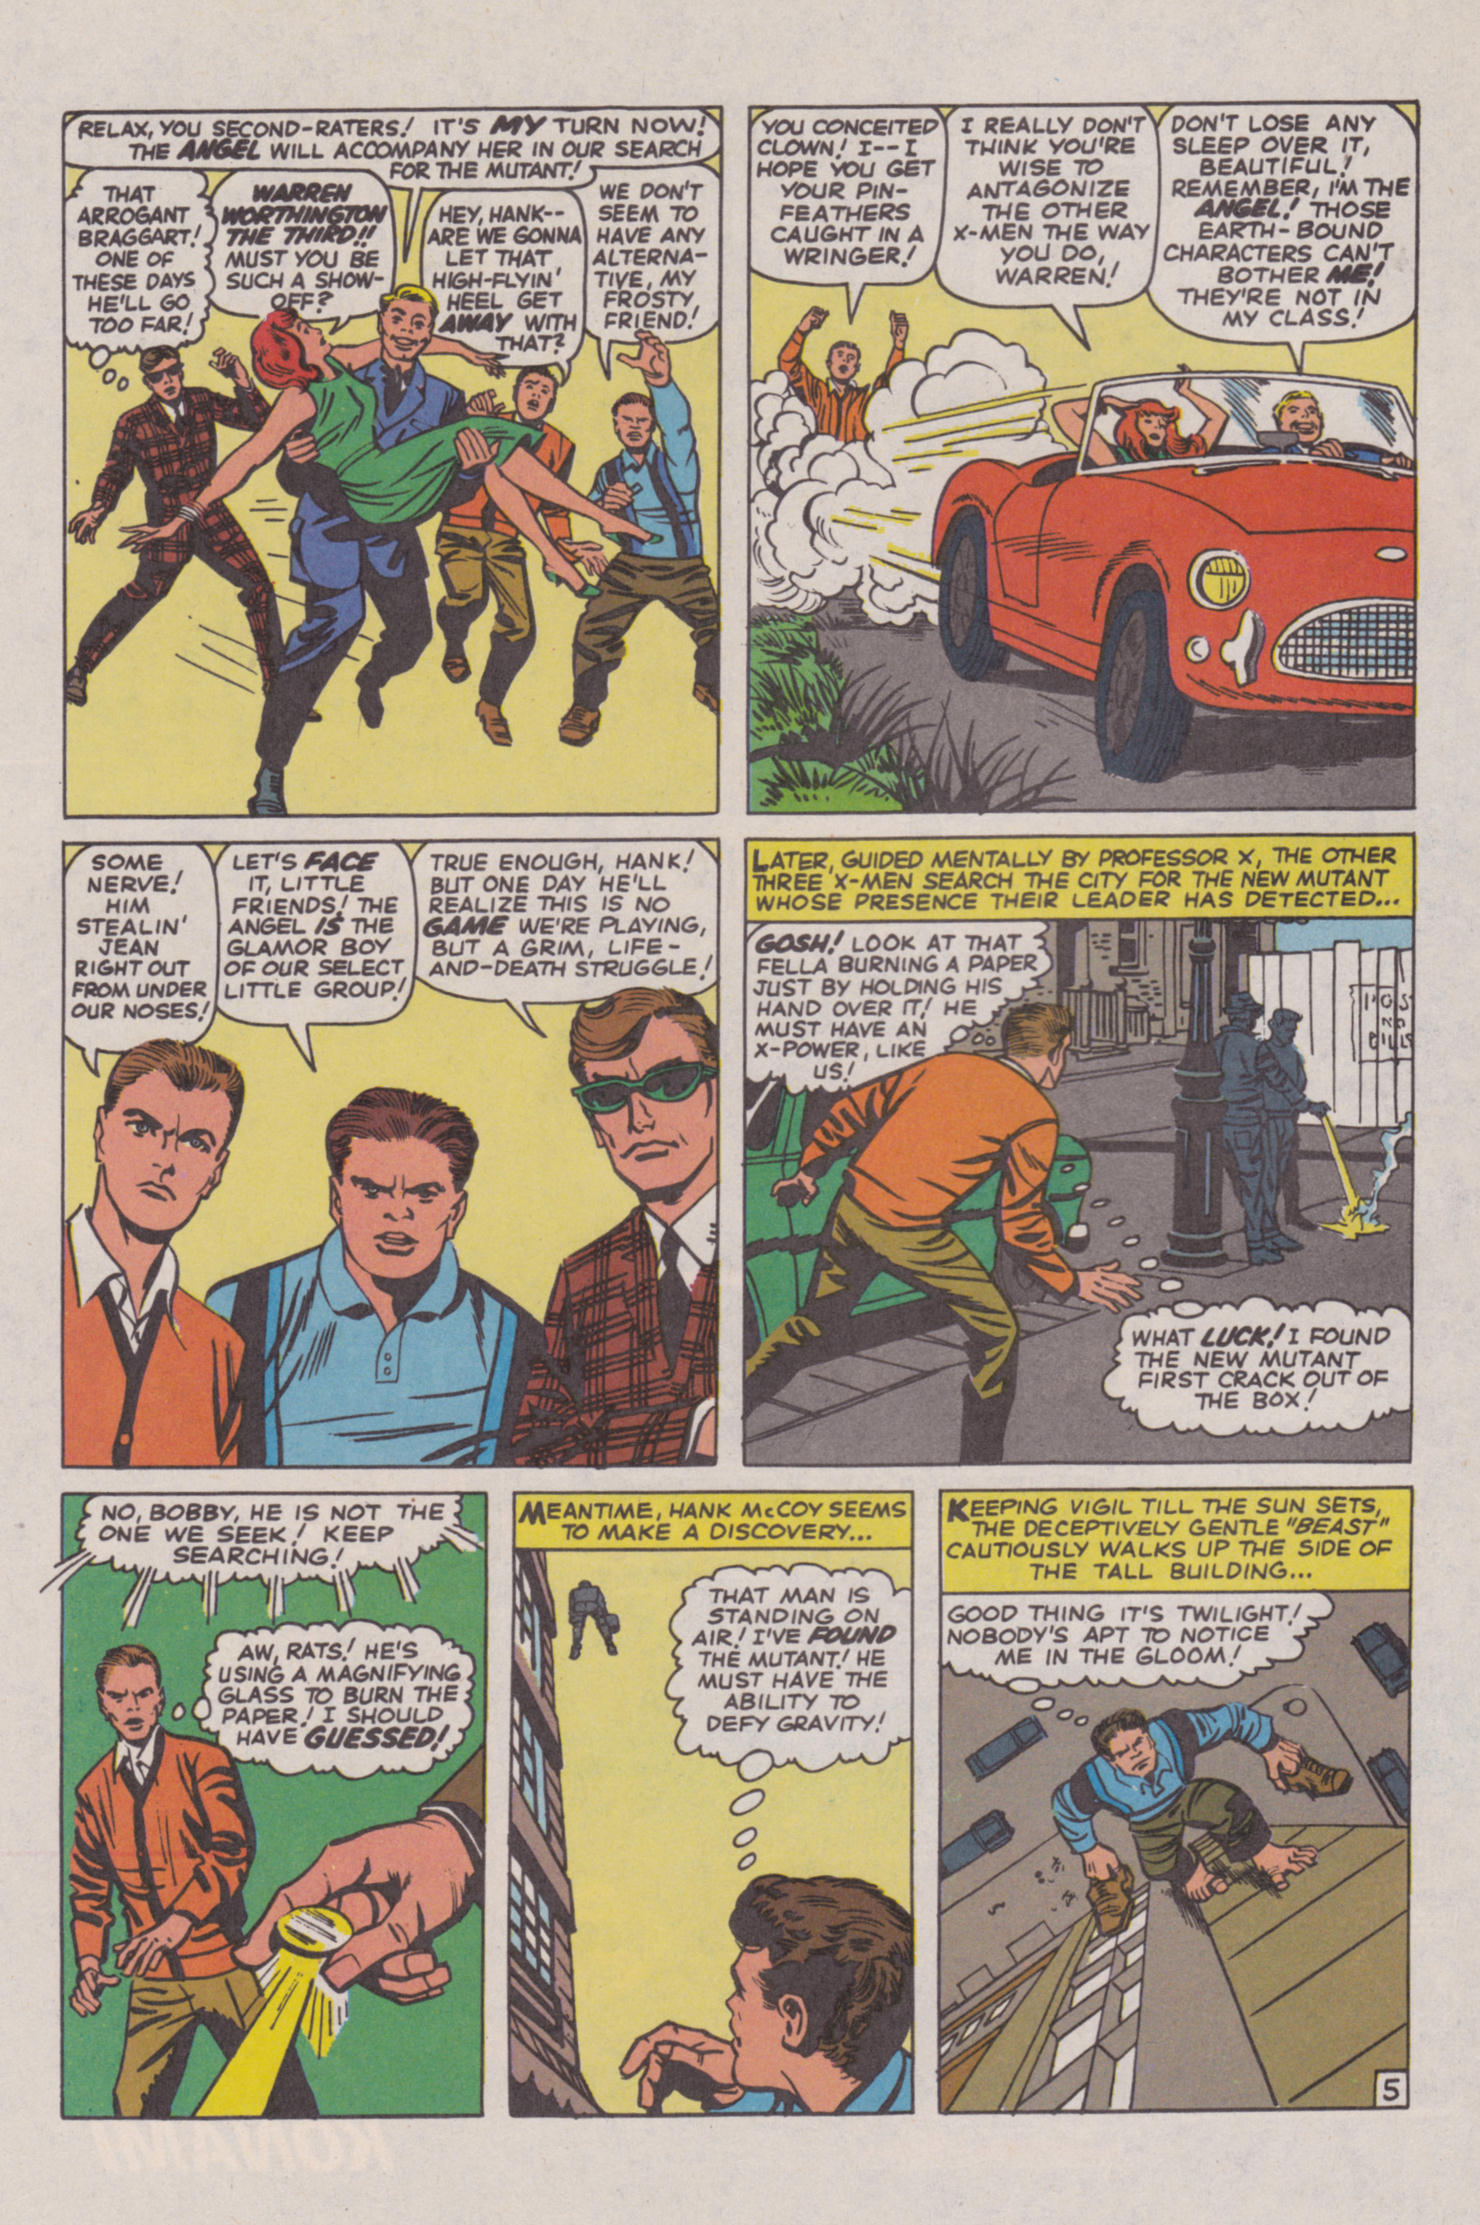 RELAX, YOU SECOND-RATERS! IT'S MY TURN NOW!
THE ANGEL WILL ACCOMPANY HER IN OUR SEARCH
FOR THE MUTANT!
THAT
ARROGANT
BRAGGART!
ONE OF
THESE DAYS
HE'LL GO
TOO FAR!
WARREN
WORTHINGTON
THE THIRD!!
MUST YOU BE
SUCH A SHOW-
OFF?
HEY, HANK--
ARE WE GONNA
LET THAT
HIGH-FLYIN'
HEEL GET
AWAY WITH
THAT?
WE DON'T
SEEM TO
HAVE ANY
ALTERNA-
TIVE, MY
FROSTY,
FRIEND!
YOU CONCEITED
CLOWN! I--I
HOPE YOU GET
YOUR PIN-
FEATHERS
CAUGHT IN A
WRINGER!
I REALLY DON'T
THINK YOU'RE
WISE TO
ANTAGONIZE
THE OTHER
X-MEN THE WAY
YOU DO,
WARREN!
DON'T LOSE ANY
SLEEP OVER IT,
BEAUTIFUL!
REMEMBER, I'M THE
ANGEL! THOSE
EARTH-BOUND
CHARACTERS CAN'T
BOTHER ME!
THEY'RE NOT IN
MY CLASS!
SOME
NERVE!
HIM
STEALIN'
JEAN
RIGHT OUT
FROM UNDER
OUR NOSES!
LET'S FACE
IT, LITTLE
FRIENDS! THE
ANGEL IS THE
GLAMOR BOY
OF OUR SELECT
LITTLE GROUP!
TRUE ENOUGH, HANK!
BUT ONE DAY HE'LL
REALIZE THIS IS NO
GAME WE'RE PLAYING,
BUT A GRIM, LIFE-
AND-DEATH STRUGGLE!
LATER, GUIDED MENTALLY BY PROFESSOR X, THE OTHER
THREE X-MEN SEARCH THE CITY FOR THE NEW MUTANT
WHOSE PRESENCE THEIR LEADER HAS DETECTED...
GOSH! LOOK AT THAT
FELLA BURNING A PAPER
JUST BY HOLDING HIS
HAND OVER IT! HE
MUST HAVE AN
X-POWER, LIKE
US!
POST
NO
BILLS
WHAT LUCK! I FOUND
THE NEW MUTANT
FIRST CRACK OUT OF
THE BOX!
NO, BOBBY, HE IS NOT THE
ONE WE SEEK! KEEP
SEARCHING!
AW, RATS! HE'S
USING A MAGNIFYING
GLASS TO BURN THE
PAPER! I SHOULD
HAVE GUESSED!
MEANTIME, HANK McCOY SEEMS
TO MAKE A DISCOVERY...
THAT MAN IS
STANDING ON
AIR! I'VE FOUND
THE MUTANT! HE
MUST HAVE THE
ABILITY TO
DEFY GRAVITY!
KEEPING VIGIL TILL THE SUN SETS,
THE DECEPTIVELY GENTLE "BEAST"
CAUTIOUSLY WALKS UP THE SIDE OF
THE TALL BUILDING...
GOOD THING IT'S TWILIGHT!
NOBODY'S APT TO NOTICE
ME IN THE GLOOM!
5
KONAMI